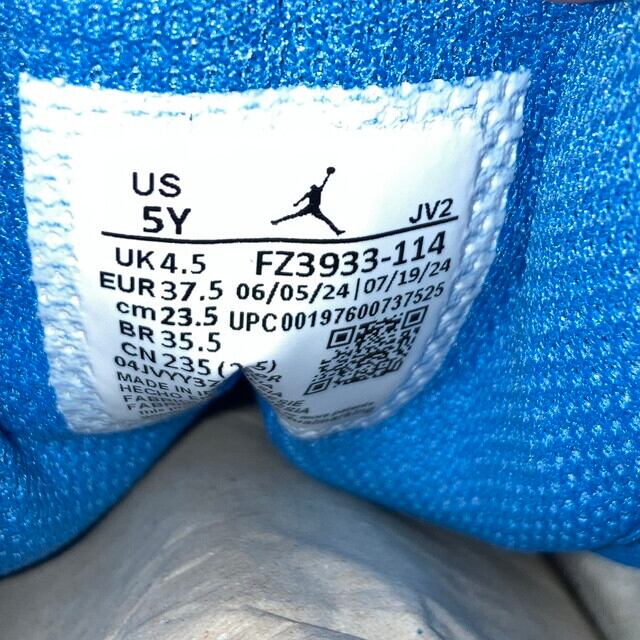 US
5Y
JV2
UK 4.5 FZ3933-114
EUR 37.5 06/05/24|07/19/24
cm 23.5 UPC 00197600737525
BR 35.5
CN 235(
MADE IN
HECHO